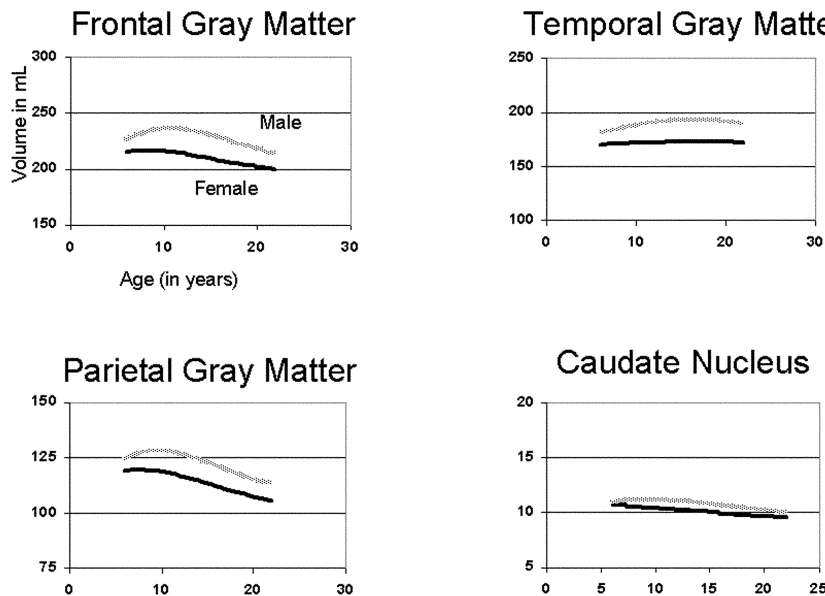 Frontal Gray Matter
300
250
200
150
Volume in mL
Male
Female
0 10 20 30
Age (in years)
Temporal Gray Matte
250
200
150
100
0 10 20 30
Parietal Gray Matter
150
125
100
75
0 10 20 30
Caudate Nucleus
20
15
10
5
0 5 10 15 20 25